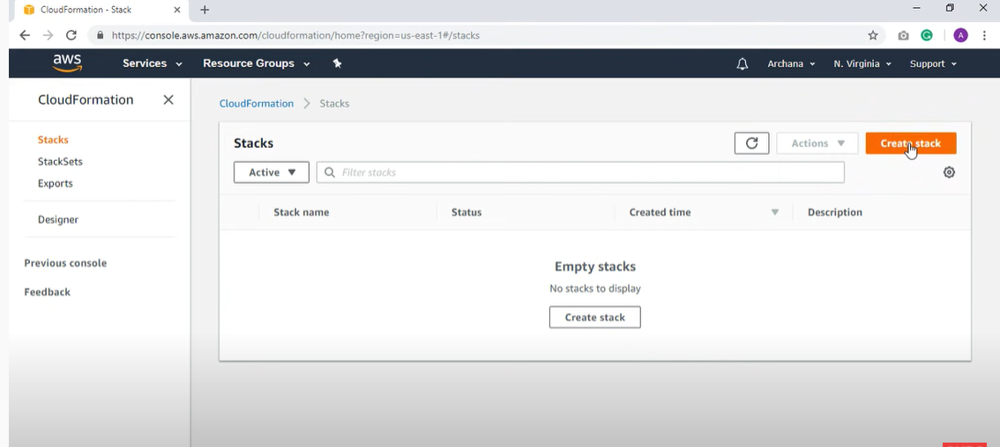 CloudFormation - Stack
https://console.aws.amazon.com/cloudformation/home?region=us-east-1#/stacks
A
aws Services Resource Groups Archana N. Virginia Support
CloudFormation
CloudFormation Stacks
Stacks
StackSets
Exports
Designer
Previous console
Feedback
Stacks Actions Create stack
Active Filter stacks
Stack name Status Created time Description
Empty stacks
No stacks to display
Create stack